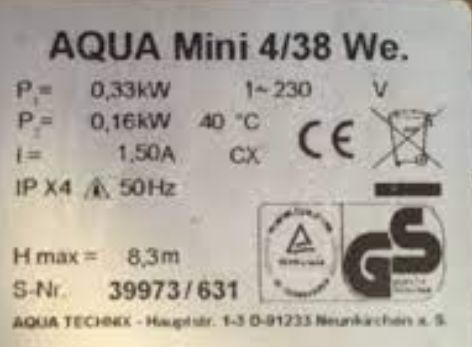 AQUA Mini 4/38 We.
P1= 0,33kW 1~ 230 V
P2= 0,16kW 40 °C
I = 1,50A CX CE
IP X4 50Hz
H max = 8,3m
S-Nr. 39973/631
GS
AQUA TECHNIX - Hauptstr. 1-3 D-91233 Neunkirchen a. S.